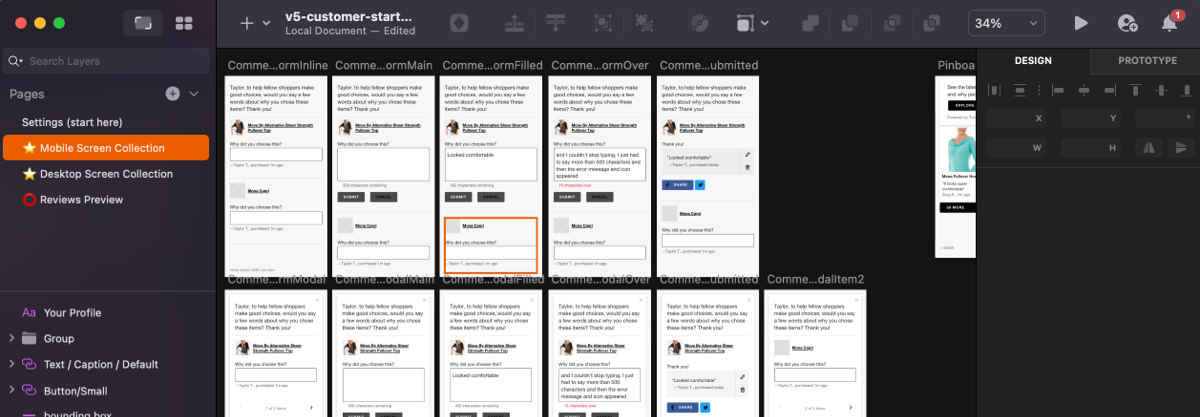 v5-customer-start...
Local Document — Edited
34%
1
Search Layers
Pages
Settings (start here)
Mobile Screen Collection
Desktop Screen Collection
Reviews Preview
Aa Your Profile
Group
Text / Caption / Default
Button/Small
bounding box
DESIGN
PROTOTYPE
X
Y
°
W
H
Comme...ormInline
Taylor, to help fellow shoppers
make good choices, would you say
a few words about why you chose
these items? Thank you!
Move By Alternative Sheer Strength
Pullover Top
Why did you choose this?
—Taylor T., purchased 1m ago
Mona Capri
Why did you choose this?
—Taylor T., purchased 1m ago
Comme...ormMain
Taylor, to help fellow shoppers make
good choices, would you say a few
words about why you chose these
items? Thank you!
Move By Alternative Sheer Strength
Pullover Top
Why did you choose this?
500 characters remaining
SUBMIT
CANCEL
Mona Capri
Why did you choose this?
—Taylor T., purchased 1m ago
Comme...ormFilled
Taylor, to help fellow shoppers make
good choices, would you say a few
words about why you chose these
items? Thank you!
Move By Alternative Sheer Strength
Pullover Top
Why did you choose this?
Looked comfortable
SUBMIT
CANCEL
Mona Capri
Why did you choose this?
—Taylor T., purchased 1m ago
Comme...ormOver
Taylor, to help fellow shoppers make
good choices, would you say a few
words about why you chose these
items? Thank you!
Move By Alternative Sheer Strength
Pullover Top
Why did you choose this?
and I couldn't stop typing. I just had
to say more than 500 characters and
then the error message and icon
appeared
15 characters over
SUBMIT
CANCEL
Mona Capri
Why did you choose this?
—Taylor T., purchased 1m ago
Comme...ubmitted
Taylor, to help fellow shoppers make
good choices, would you say a few
words about why you chose these
items? Thank you!
Move By Alternative Sheer Strength
Pullover Top
Thank you!
"Looked comfortable"
—Taylor T., purchased today
SHARE
Mona Capri
Why did you choose this?
—Taylor T., purchased 1m ago
Pinboa
See the late
and why pe
EXPLORE
Mona Pullover Hoo
"It looks super
comfortable"
Comme...rmModal
Taylor, to help fellow shoppers
make good choices, would you say
a few words about why you chose
these items? Thank you!
Move By Alternative Sheer
Strength Pullover Top
Why did you choose this?
—Taylor T., purchased 1m ago
1 of 2 items
Comme...odalMain
Taylor, to help fellow shoppers
make good choices, would you say
a few words about why you chose
these items? Thank you!
Move By Alternative Sheer
Strength Pullover Top
Why did you choose this?
Comme...odalFilled
Taylor, to help fellow shoppers
make good choices, would you say
a few words about why you chose
these items? Thank you!
Move By Alternative Sheer
Strength Pullover Top
Why did you choose this?
Looked comfortable
Comme...odalOver
Taylor, to help fellow shoppers
make good choices, would you say
a few words about why you chose
these items? Thank you!
Move By Alternative Sheer
Strength Pullover Top
Why did you choose this?
and I couldn't stop typing. I just
had to say more than 500
characters and then the error
message and icon appeared
15 characters over
Comme...ubmitted
Taylor, to help fellow shoppers
make good choices, would you say
a few words about why you chose
these items? Thank you!
Move By Alternative Sheer
Strength Pullover Top
Thank you!
"Looked comfortable"
—Taylor T., purchased today
SHARE
Comme...dalItem2
Taylor, to help fellow shoppers
make good choices, would you say
a few words about why you chose
these items? Thank you!
Mona Capri
Why did you choose this?
—Taylor T., purchased 1m ago
2 of 2 items